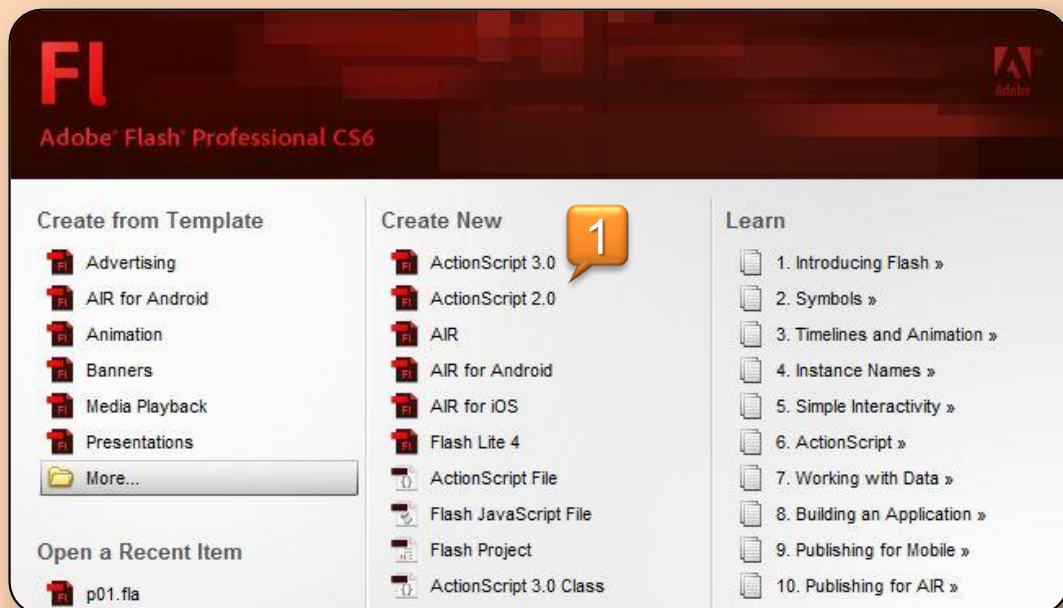 Fl
Adobe
Adobe® Flash® Professional CS6
Create from Template
Advertising
AIR for Android
Animation
Banners
Media Playback
Presentations
More...
Open a Recent Item
p01.fla
Create New
1
ActionScript 3.0
ActionScript 2.0
AIR
AIR for Android
AIR for iOS
Flash Lite 4
ActionScript File
Flash JavaScript File
Flash Project
ActionScript 3.0 Class
Learn
1. Introducing Flash »
2. Symbols »
3. Timelines and Animation »
4. Instance Names »
5. Simple Interactivity »
6. ActionScript »
7. Working with Data »
8. Building an Application »
9. Publishing for Mobile »
10. Publishing for AIR »